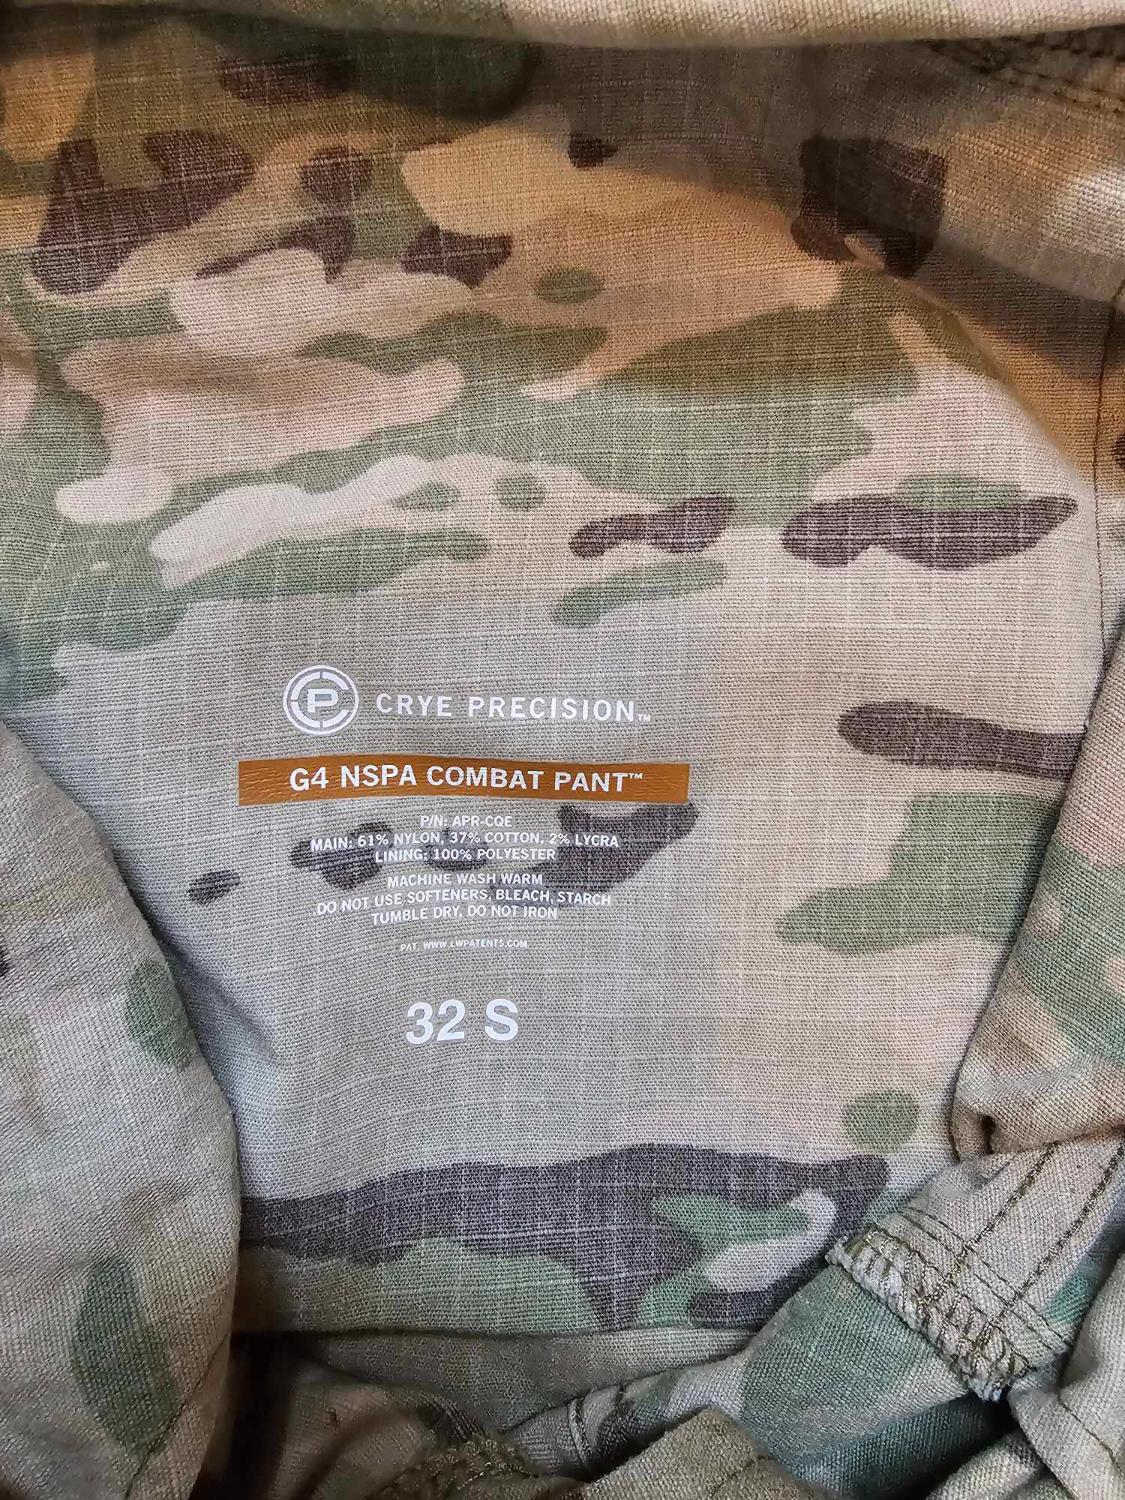 CP
CRYE PRECISION™
G4 NSPA COMBAT PANT™
P/N: APR-CQE
MAIN: 61% NYLON, 37% COTTON, 2% LYCRA
LINING: 100% POLYESTER
MACHINE WASH WARM
DO NOT USE SOFTENERS, BLEACH, STARCH
TUMBLE DRY, DO NOT IRON
PAT. WWW.LWPATENTS.COM
32 S